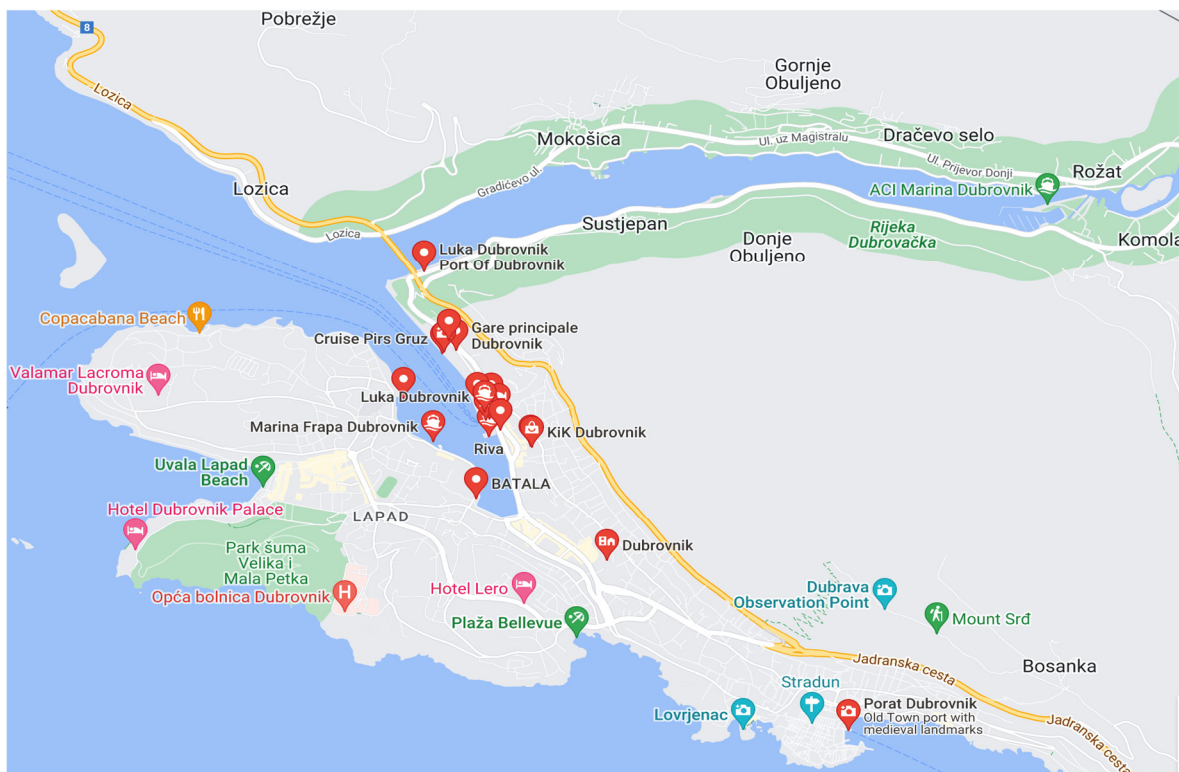 Pobrežje
8
Gornje
Obuljeno
Lozica
Mokošica
Ul. uz Magistralu
Dračevo selo
Ul. Prijevor Donji
Rožat
Gradićevo ul.
Lozica
ACI Marina Dubrovnik
Sustjepan
Lozica
Rijeka
Dubrovačka
Donje
Obuljeno
Komola
Luka Dubrovnik
Port Of Dubrovnik
Copacabana Beach
Cruise Pirs Gruz
Gare principale
Dubrovnik
Valamar Lacroma
Dubrovnik
Luka Dubrovnik
Marina Frapa Dubrovnik
KiK Dubrovnik
Riva
Uvala Lapad
Beach
BATALA
Hotel Dubrovnik Palace
LAPAD
Park šuma
Velika i
Mala Petka
Dubrovnik
Opća bolnica Dubrovnik
H
Hotel Lero
Dubrava
Observation Point
Plaža Bellevue
Mount Srđ
Jadranska cesta
Bosanka
Stradun
Lovrjenac
Porat Dubrovnik
Old Town port with
medieval landmarks
Jadranska
cesta